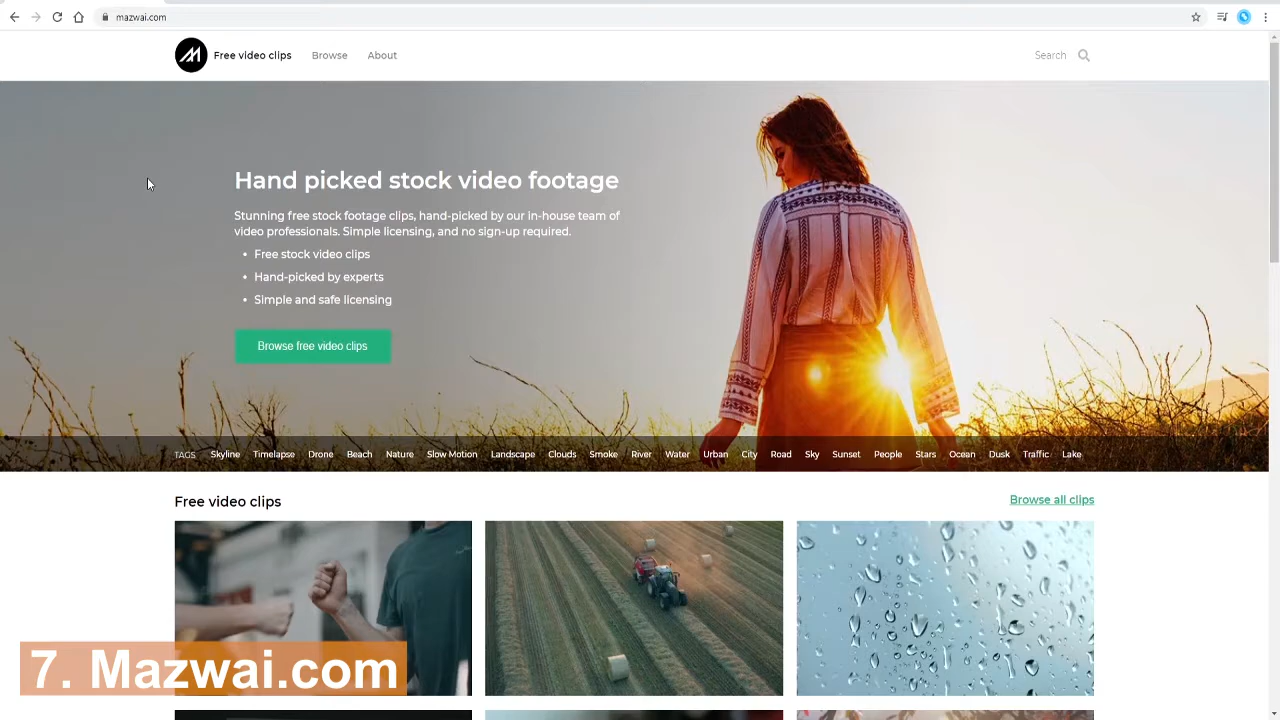 mazwai.com
Free video clips Browse About Search
Hand picked stock video footage
Stunning free stock footage clips, hand-picked by our in-house team of
video professionals. Simple licensing, and no sign-up required.
• Free stock video clips
• Hand-picked by experts
• Simple and safe licensing
Browse free video clips
TAGS Skyline Timelapse Drone Beach Nature Slow Motion Landscape Clouds Smoke River Water Urban City Road Sky Sunset People Stars Ocean Dusk Traffic Lake
Free video clips Browse all clips
7. Mazwai.com